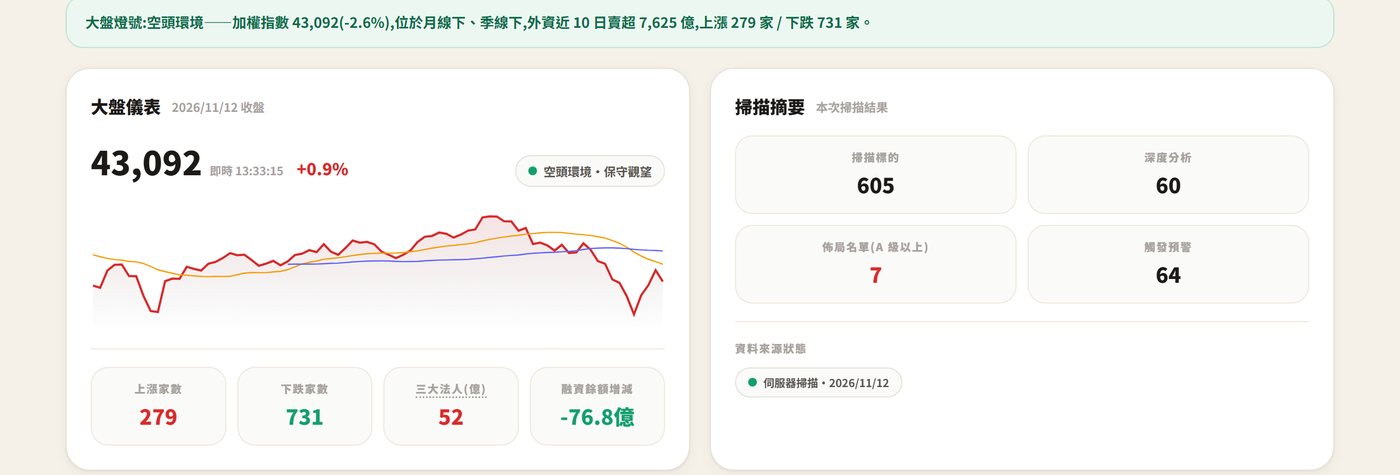 大盤燈號:空頭環境──加權指數 43,092(-2.6%),位於月線下、季線下,外資近 10 日賣超 7,625 億,上漲 279 家 / 下跌 731 家。
大盤儀表 2026/11/12 收盤
43,092 即時 13:33:15 +0.9%
空頭環境・保守觀望
上漲家數
279
下跌家數
731
三大法人(億)
52
融資餘額增減
-76.8億
掃描摘要 本次掃描結果
掃描標的
605
深度分析
60
佈局名單(A 級以上)
7
觸發預警
64
資料來源狀態
伺服器掃描・2026/11/12